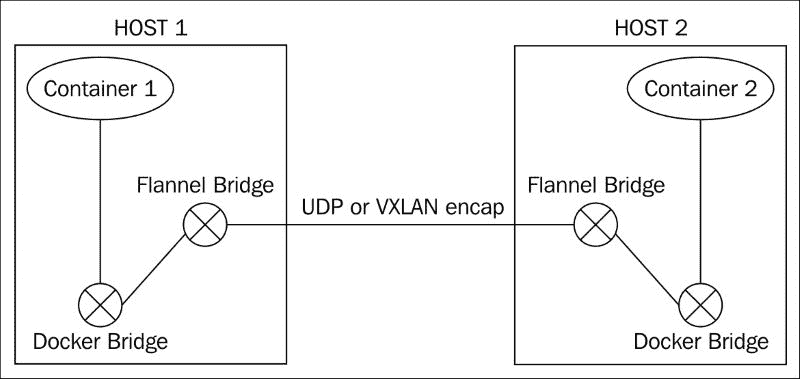 HOST 1
HOST 2
Container 1
Container 2
Flannel Bridge
UDP or VXLAN encap
Flannel Bridge
Docker Bridge
Docker Bridge